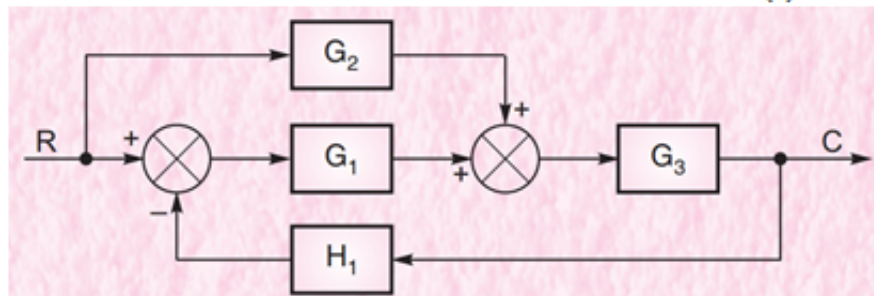 G₂
+
R + G₁ + G₃ C
–
H₁